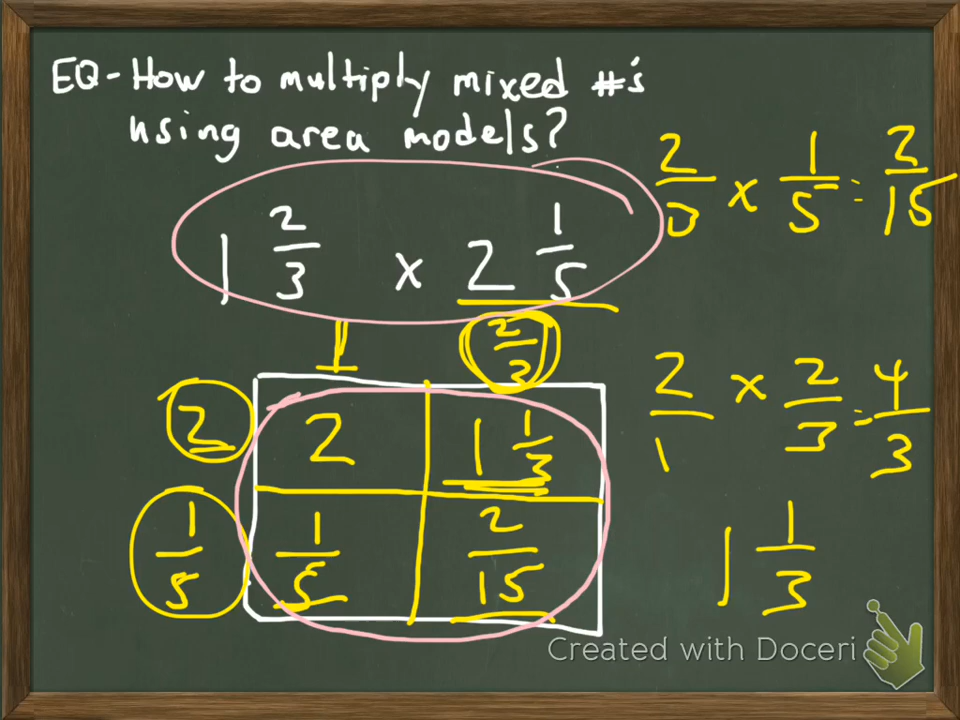 EQ-How to multiply mixed #'s
using area models?
2/0 x 1/5 = 2/15
1 2/3 x 2 1/5
1 2/3
2 2 1 1/3
2/1 x 2/3 = 4/3
1/5 1/5 2/15
1 1/3
Created with Doceri